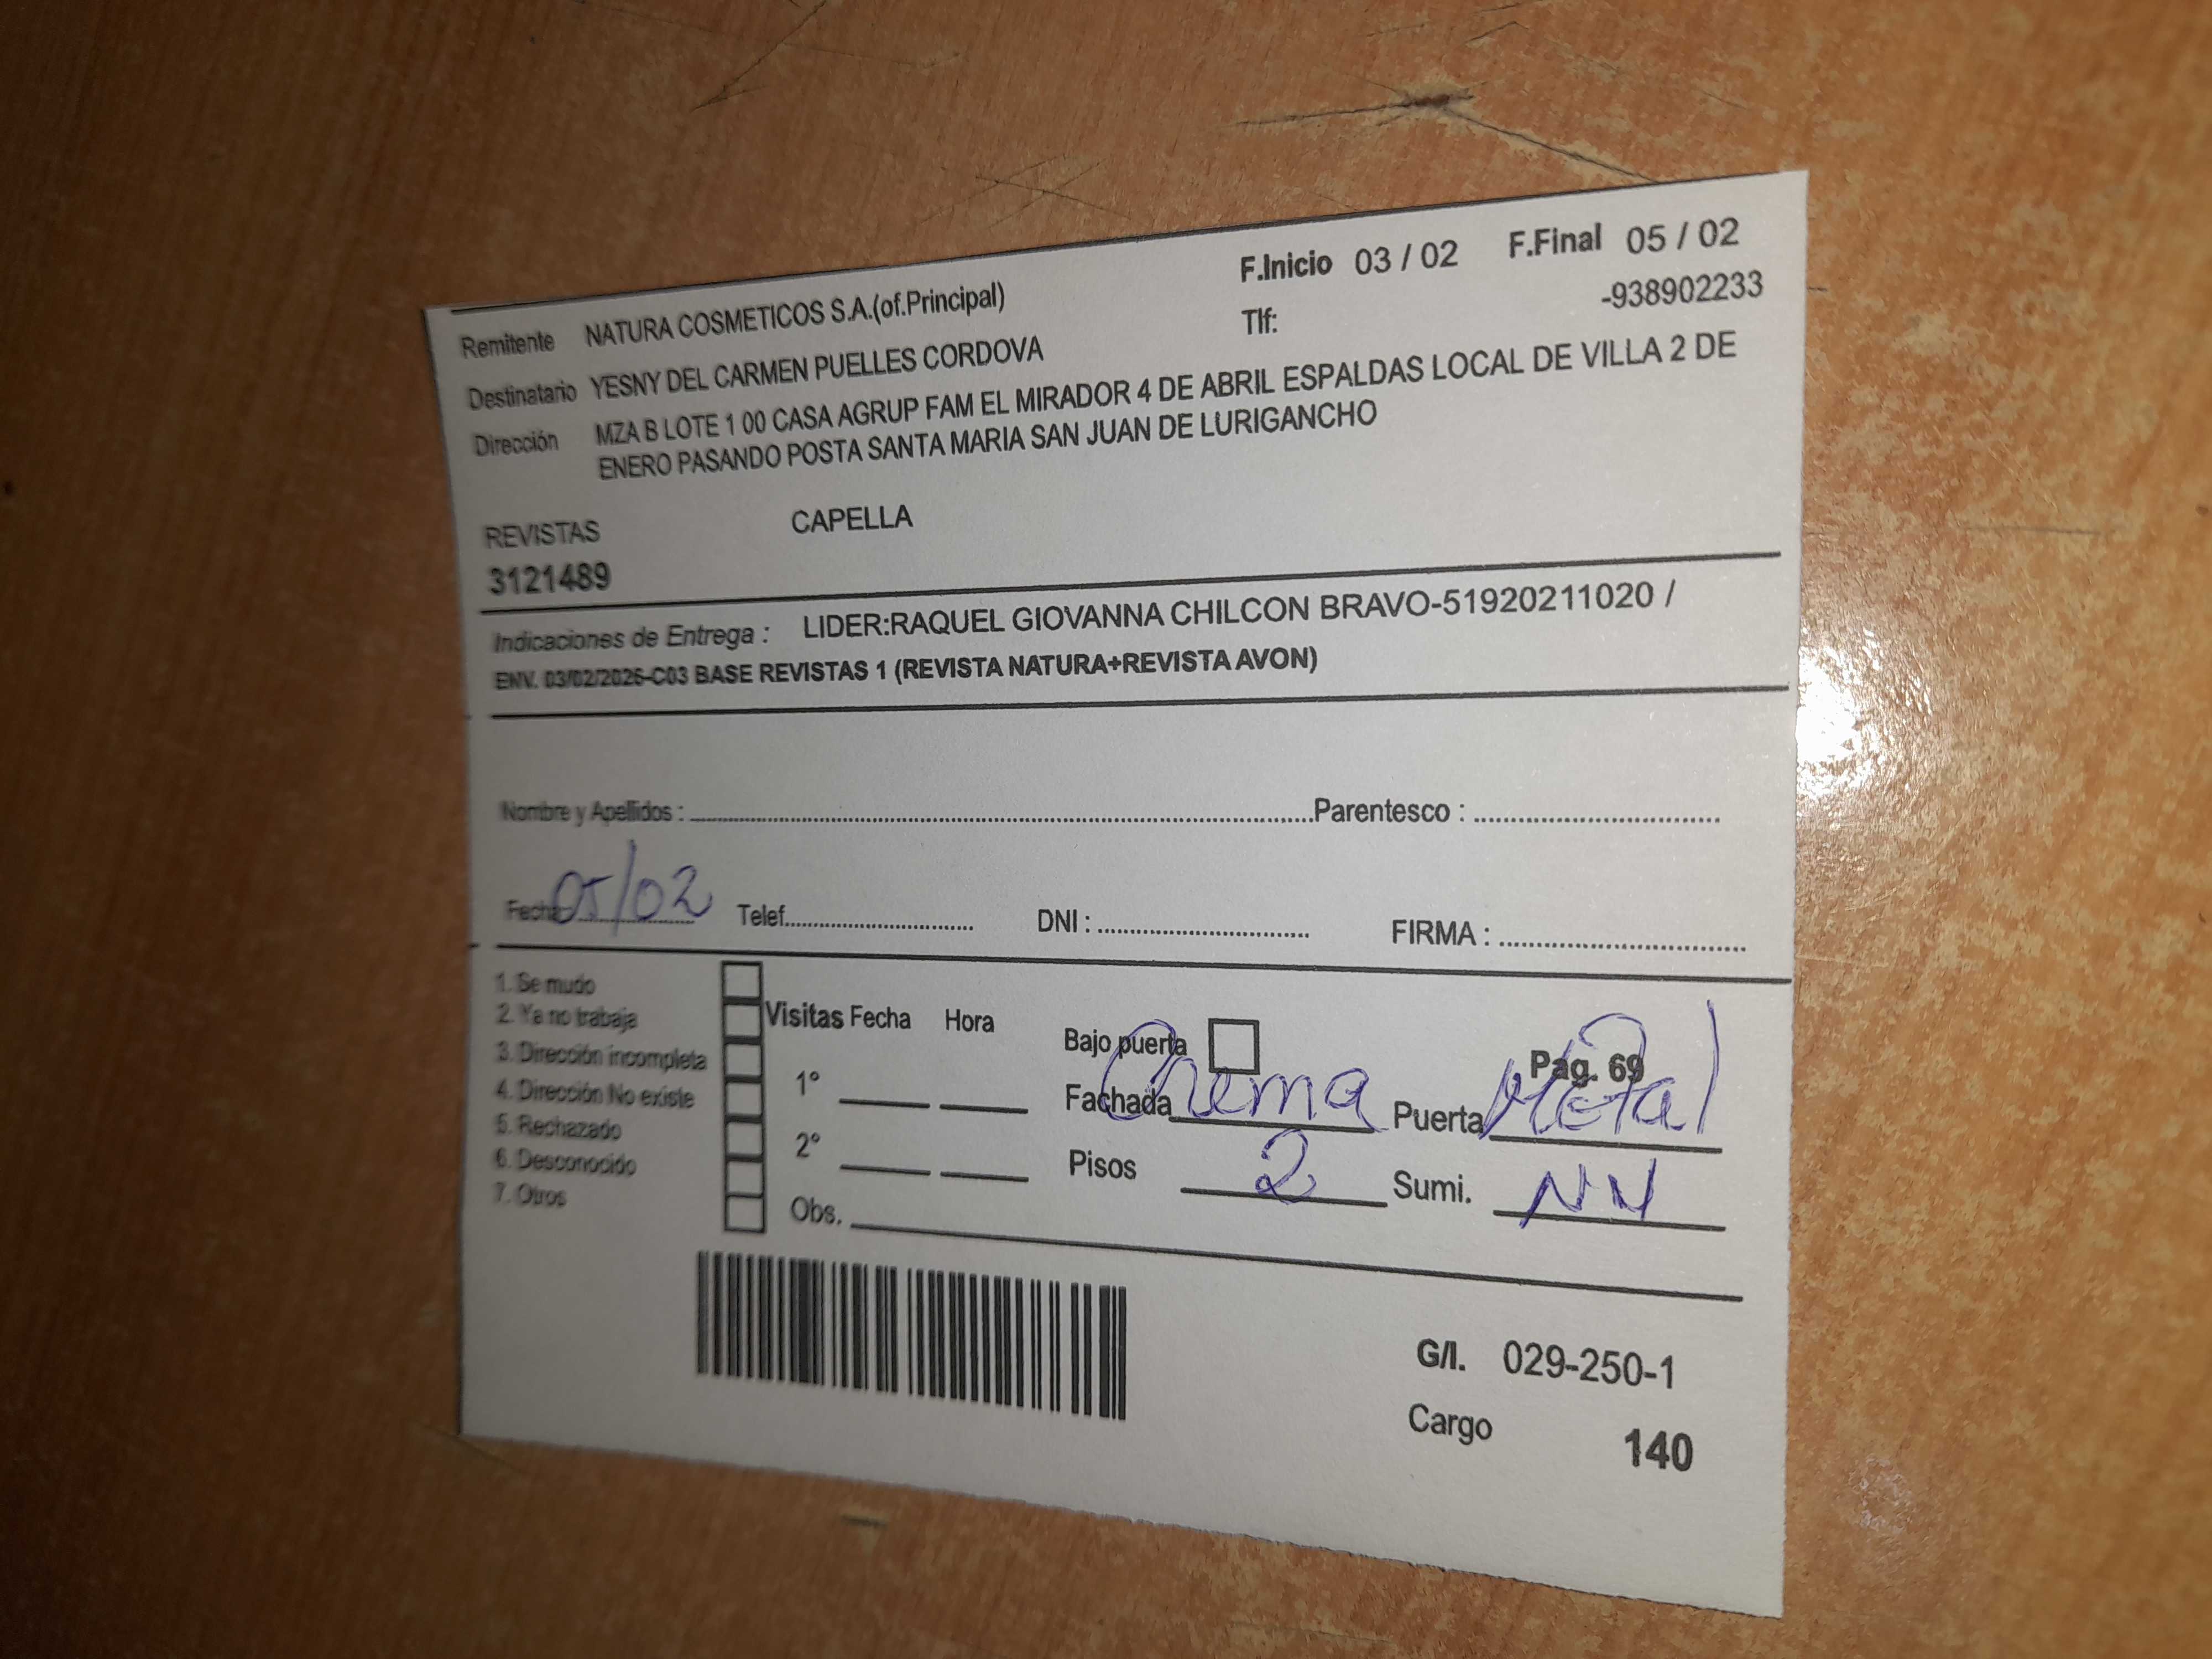 F.Inicio 03 / 02 F.Final 05 / 02
Remitente NATURA COSMETICOS S.A.(of.Principal) Tlf: -938902233
Destinatario YESNY DEL CARMEN PUELLES CORDOVA
Dirección MZA B LOTE 1 00 CASA AGRUP FAM EL MIRADOR 4 DE ABRIL ESPALDAS LOCAL DE VILLA 2 DE
ENERO PASANDO POSTA SANTA MARIA SAN JUAN DE LURIGANCHO
REVISTAS CAPELLA
3121489
Indicaciones de Entrega : LIDER:RAQUEL GIOVANNA CHILCON BRAVO-51920211020 /
ENV. 03/02/2026-C03 BASE REVISTAS 1 (REVISTA NATURA+REVISTA AVON)
Nombre y Apellidos : Parentesco :
Fecha: 05/02 Telef. DNI : FIRMA :
1. Se mudo
2. Ya no trabaja
3. Dirección incompleta
4. Dirección No existe
5. Rechazado
6. Desconocido
7. Otros
Visitas Fecha Hora
1°
2°
Obs.
Bajo puerta Pag. 69
Fachada Crema Puerta Metal
Pisos 2 Sumi. NN
G/I. 029-250-1
Cargo 140